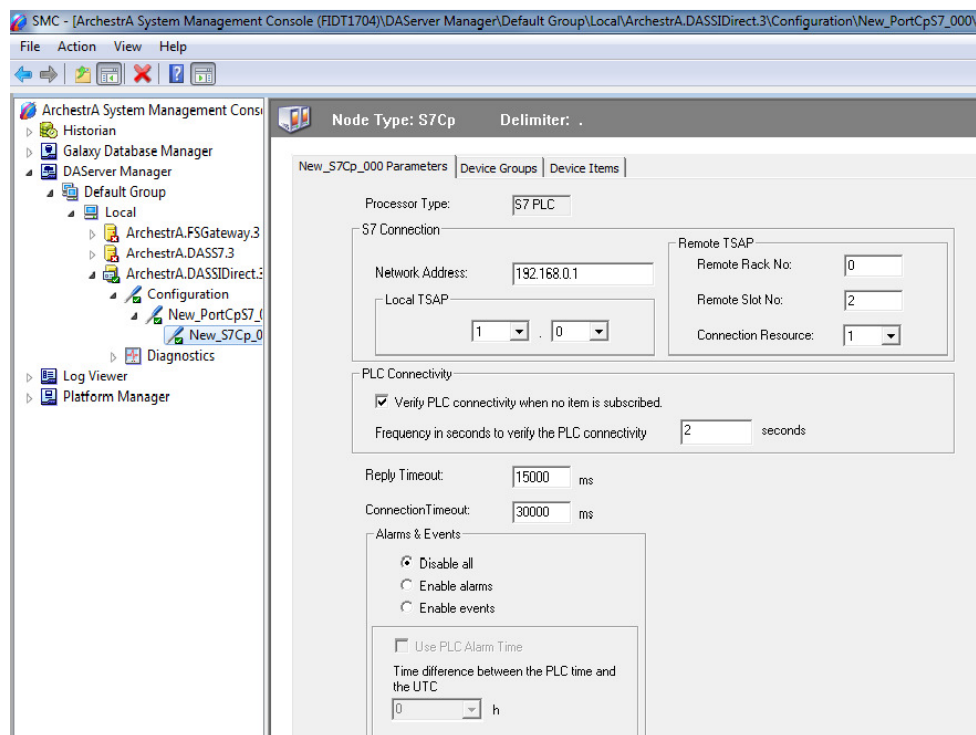 SMC - [ArchestrA System Management Console (FIDT1704)\DAServer Manager\Default Group\Local\ArchestrA.DASSIDirect.3\Configuration\New_PortCpS7_000\
File Action View Help
ArchestrA System Management Conso
Historian
Galaxy Database Manager
DAServer Manager
Default Group
Local
ArchestrA.FSGateway.3
ArchestrA.DASS7.3
ArchestrA.DASSIDirect.3
Configuration
New_PortCpS7_(
New_S7Cp_0
Diagnostics
Log Viewer
Platform Manager
Node Type: S7Cp Delimiter: .
New_S7Cp_000 Parameters Device Groups Device Items
Processor Type: S7 PLC
S7 Connection
Network Address: 192.168.0.1
Local TSAP
1 . 0
Remote TSAP
Remote Rack No: 0
Remote Slot No: 2
Connection Resource: 1
PLC Connectivity
Verify PLC connectivity when no item is subscribed.
Frequency in seconds to verify the PLC connectivity 2 seconds
Reply Timeout: 15000 ms
ConnectionTimeout: 30000 ms
Alarms & Events
Disable all
Enable alarms
Enable events
Use PLC Alarm Time
Time difference between the PLC time and
the UTC
0 h